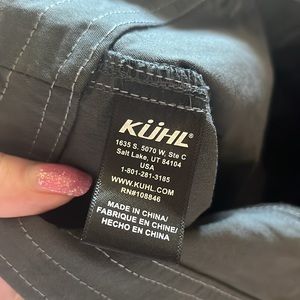 KÜHL
1635 S. 5070 W. Ste C
Salt Lake, UT 84104
USA
1-801-281-3185
WWW.KUHL.COM
RN#108846
MADE IN CHINA/
FABRIQUE EN CHINE/
HECHO EN CHINA